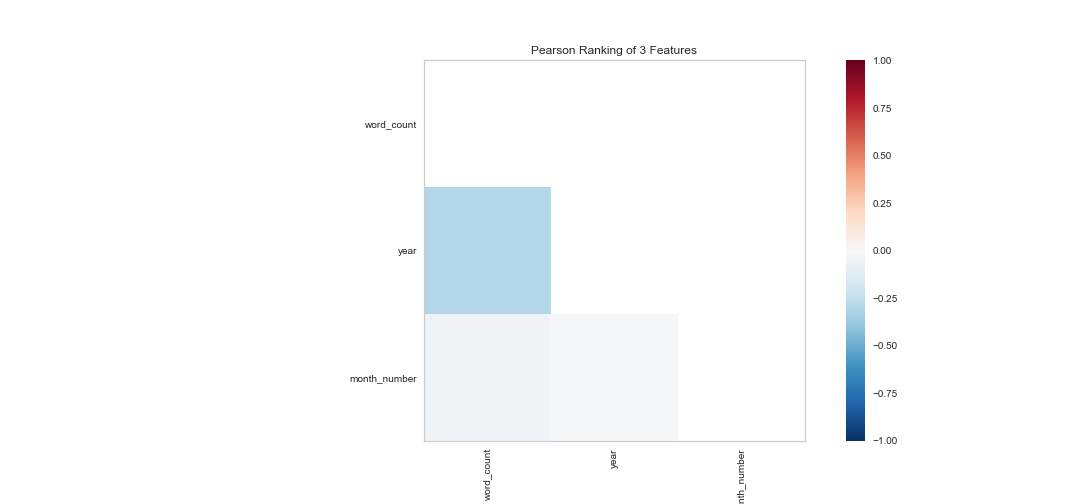 Pearson Ranking of 3 Features
word_count
year
month_number
word_count
year
nth_number
1.00
0.75
0.50
0.25
0.00
−0.25
−0.50
−0.75
−1.00